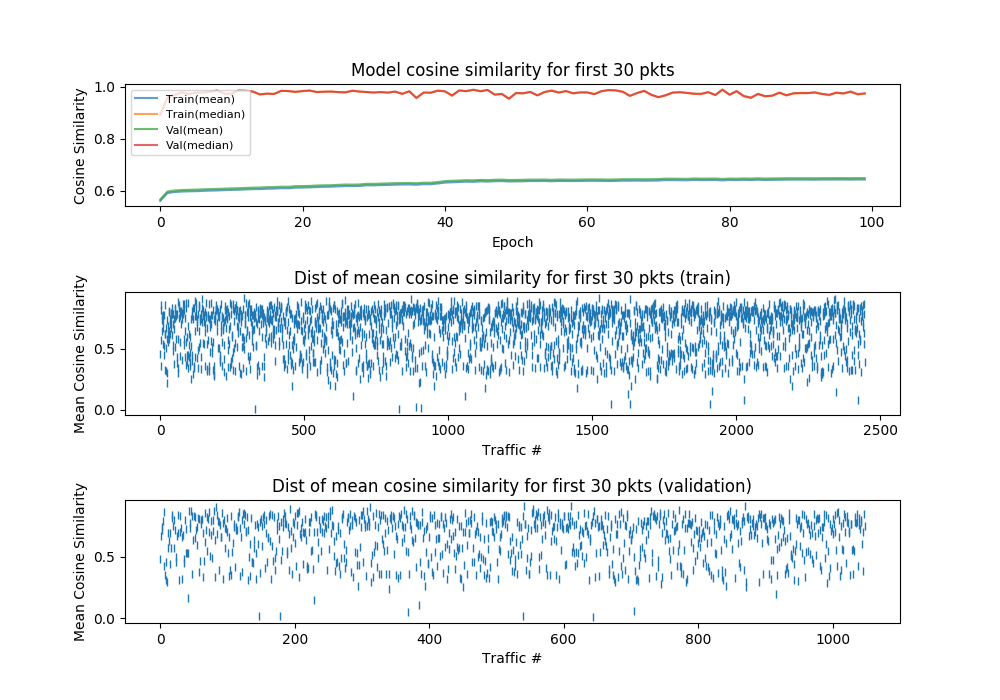 Model cosine similarity for first 30 pkts
Cosine Similarity
1.0
0.8
0.6
Train(mean)
Train(median)
Val(mean)
Val(median)
0 20 40 60 80 100
Epoch
Dist of mean cosine similarity for first 30 pkts (train)
Mean Cosine Similarity
0.5
0.0
0 500 1000 1500 2000 2500
Traffic #
Dist of mean cosine similarity for first 30 pkts (validation)
Mean Cosine Similarity
0.5
0.0
0 200 400 600 800 1000
Traffic #